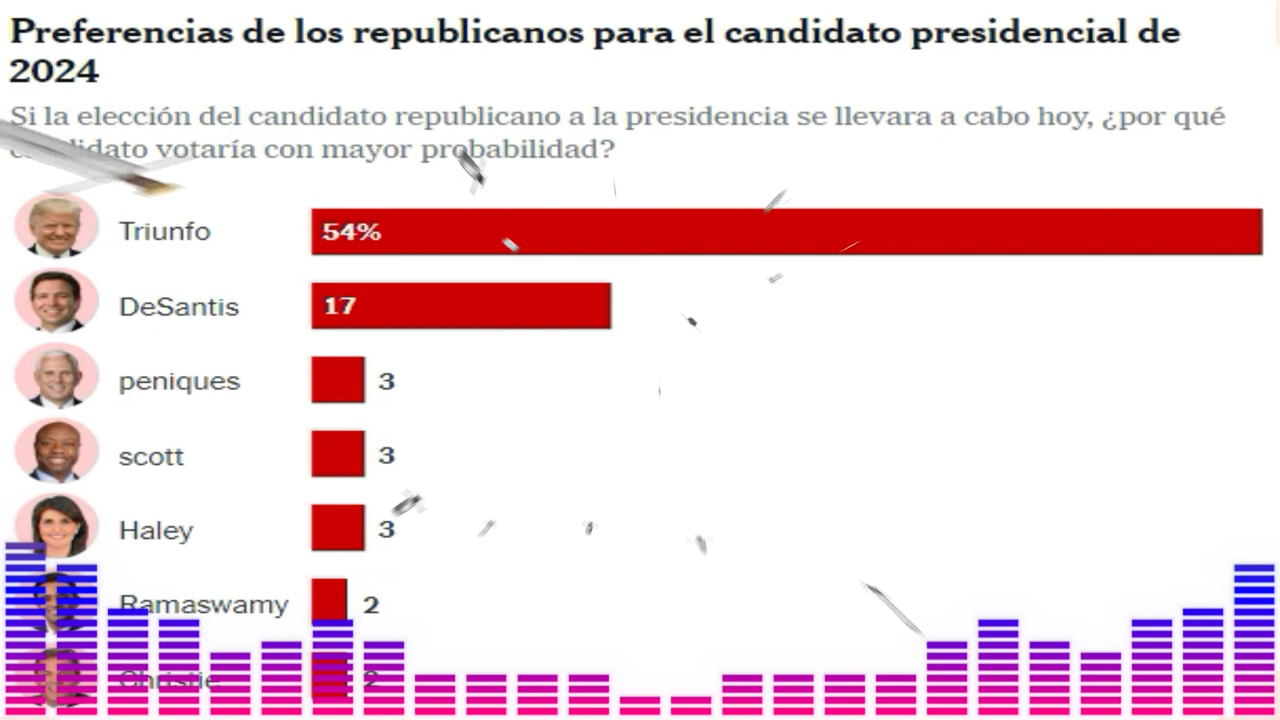 Preferencias de los republicanos para el candidato presidencial de
2024
Si la elección del candidato republicano a la presidencia se llevara a cabo hoy, ¿por qué
candidato votaría con mayor probabilidad?
Triunfo 54%
DeSantis 17
peniques 3
scott 3
Haley 3
Ramaswamy 2
Christie 2